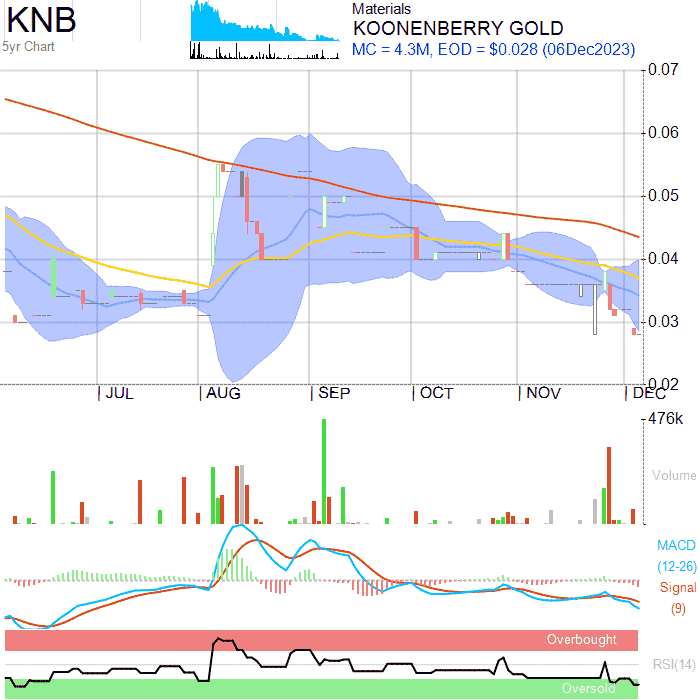 KNB
5yr Chart
Materials
KOONENBERRY GOLD
MC = 4.3M, EOD = $0.028 (06Dec2023)
0.07
0.06
0.05
0.04
0.03
0.02
JUL AUG SEP OCT NOV DEC
476k
Volume
MACD
(12-26)
Signal
(9)
Overbought
RSI(14)
Oversold